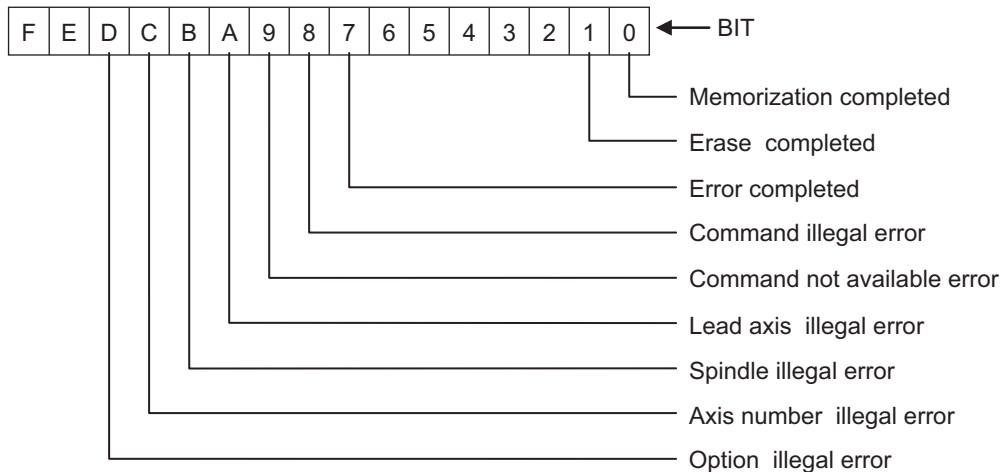 F E D C B A 9 8 7 6 5 4 3 2 1 0 BIT
Memorization completed
Erase completed
Error completed
Command illegal error
Command not available error
Lead axis illegal error
Spindle illegal error
Axis number illegal error
Option illegal error